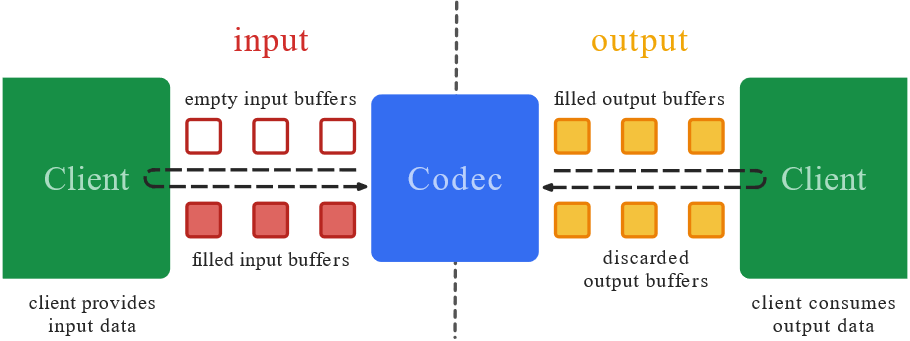 input
output
empty input buffers
filled output buffers
Client
Codec
Client
filled input buffers
discarded
output buffers
client provides
input data
client consumes
output data